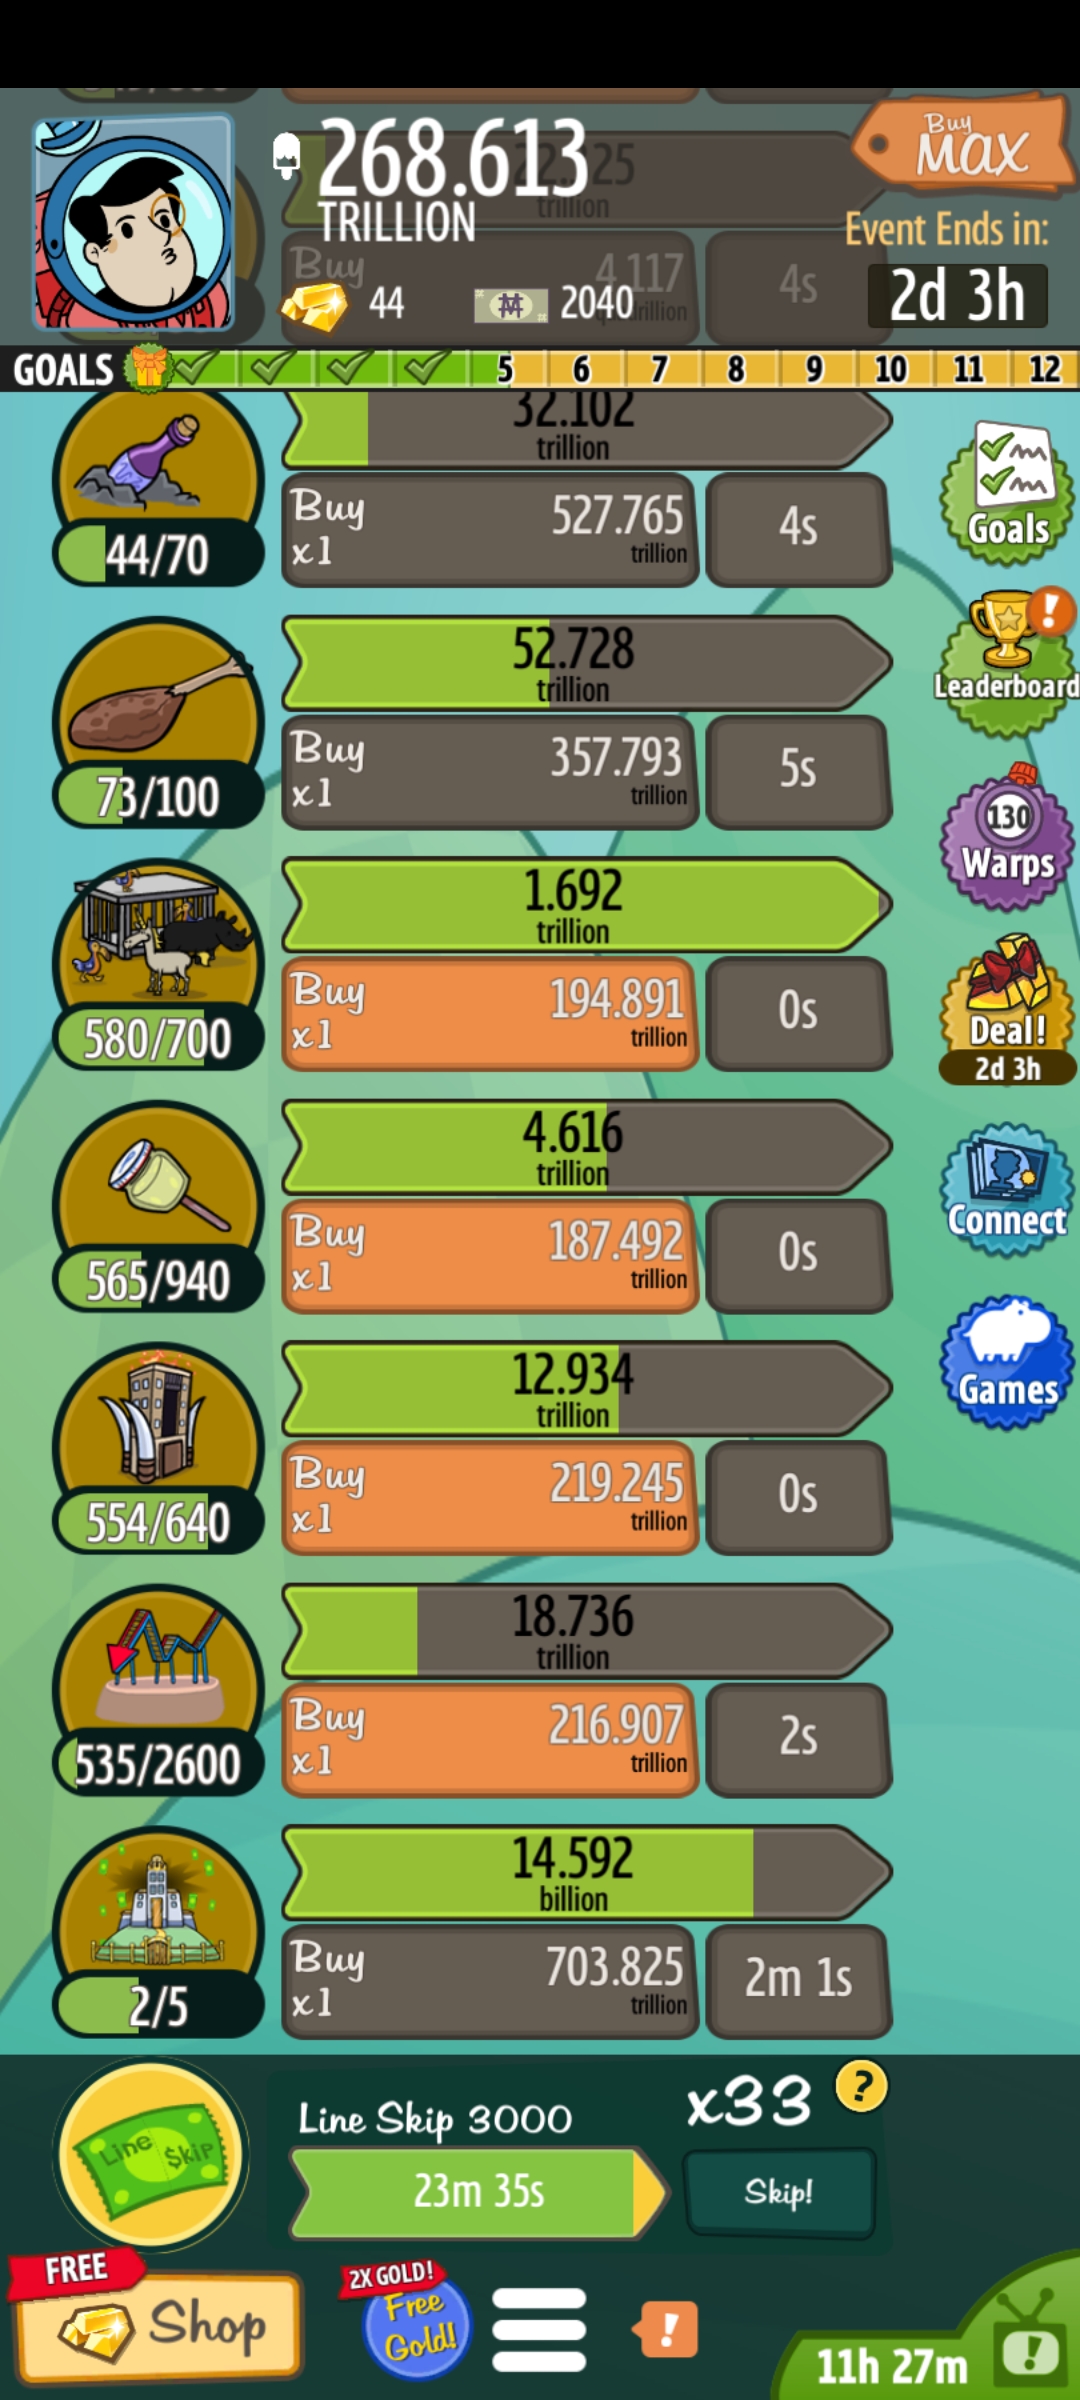 268.613
TRILLION
Buy
MAX
Event Ends in:
2d 3h
44
2040
trillion
Buy
4.117
4s
GOALS
5 6 7 8 9 10 11 12
32.102
trillion
Buy
x1
527.765
trillion
4s
44/70
Goals
52.728
trillion
Buy
x1
357.793
trillion
5s
73/100
Leaderboard
!
130
Warps
1.692
trillion
Buy
x1
194.891
trillion
0s
580/700
Deal!
2d 3h
4.616
trillion
Buy
x1
187.492
trillion
0s
565/940
Connect
12.934
trillion
Buy
x1
219.245
trillion
0s
554/640
Games
18.736
trillion
Buy
x1
216.907
trillion
2s
535/2600
14.592
billion
Buy
x1
703.825
trillion
2m 1s
2/5
Line $kip
Line Skip 3000
23m 35s
x33
?
Skip!
FREE
Shop
2X GOLD!
Free
Gold!
!
11h 27m
!